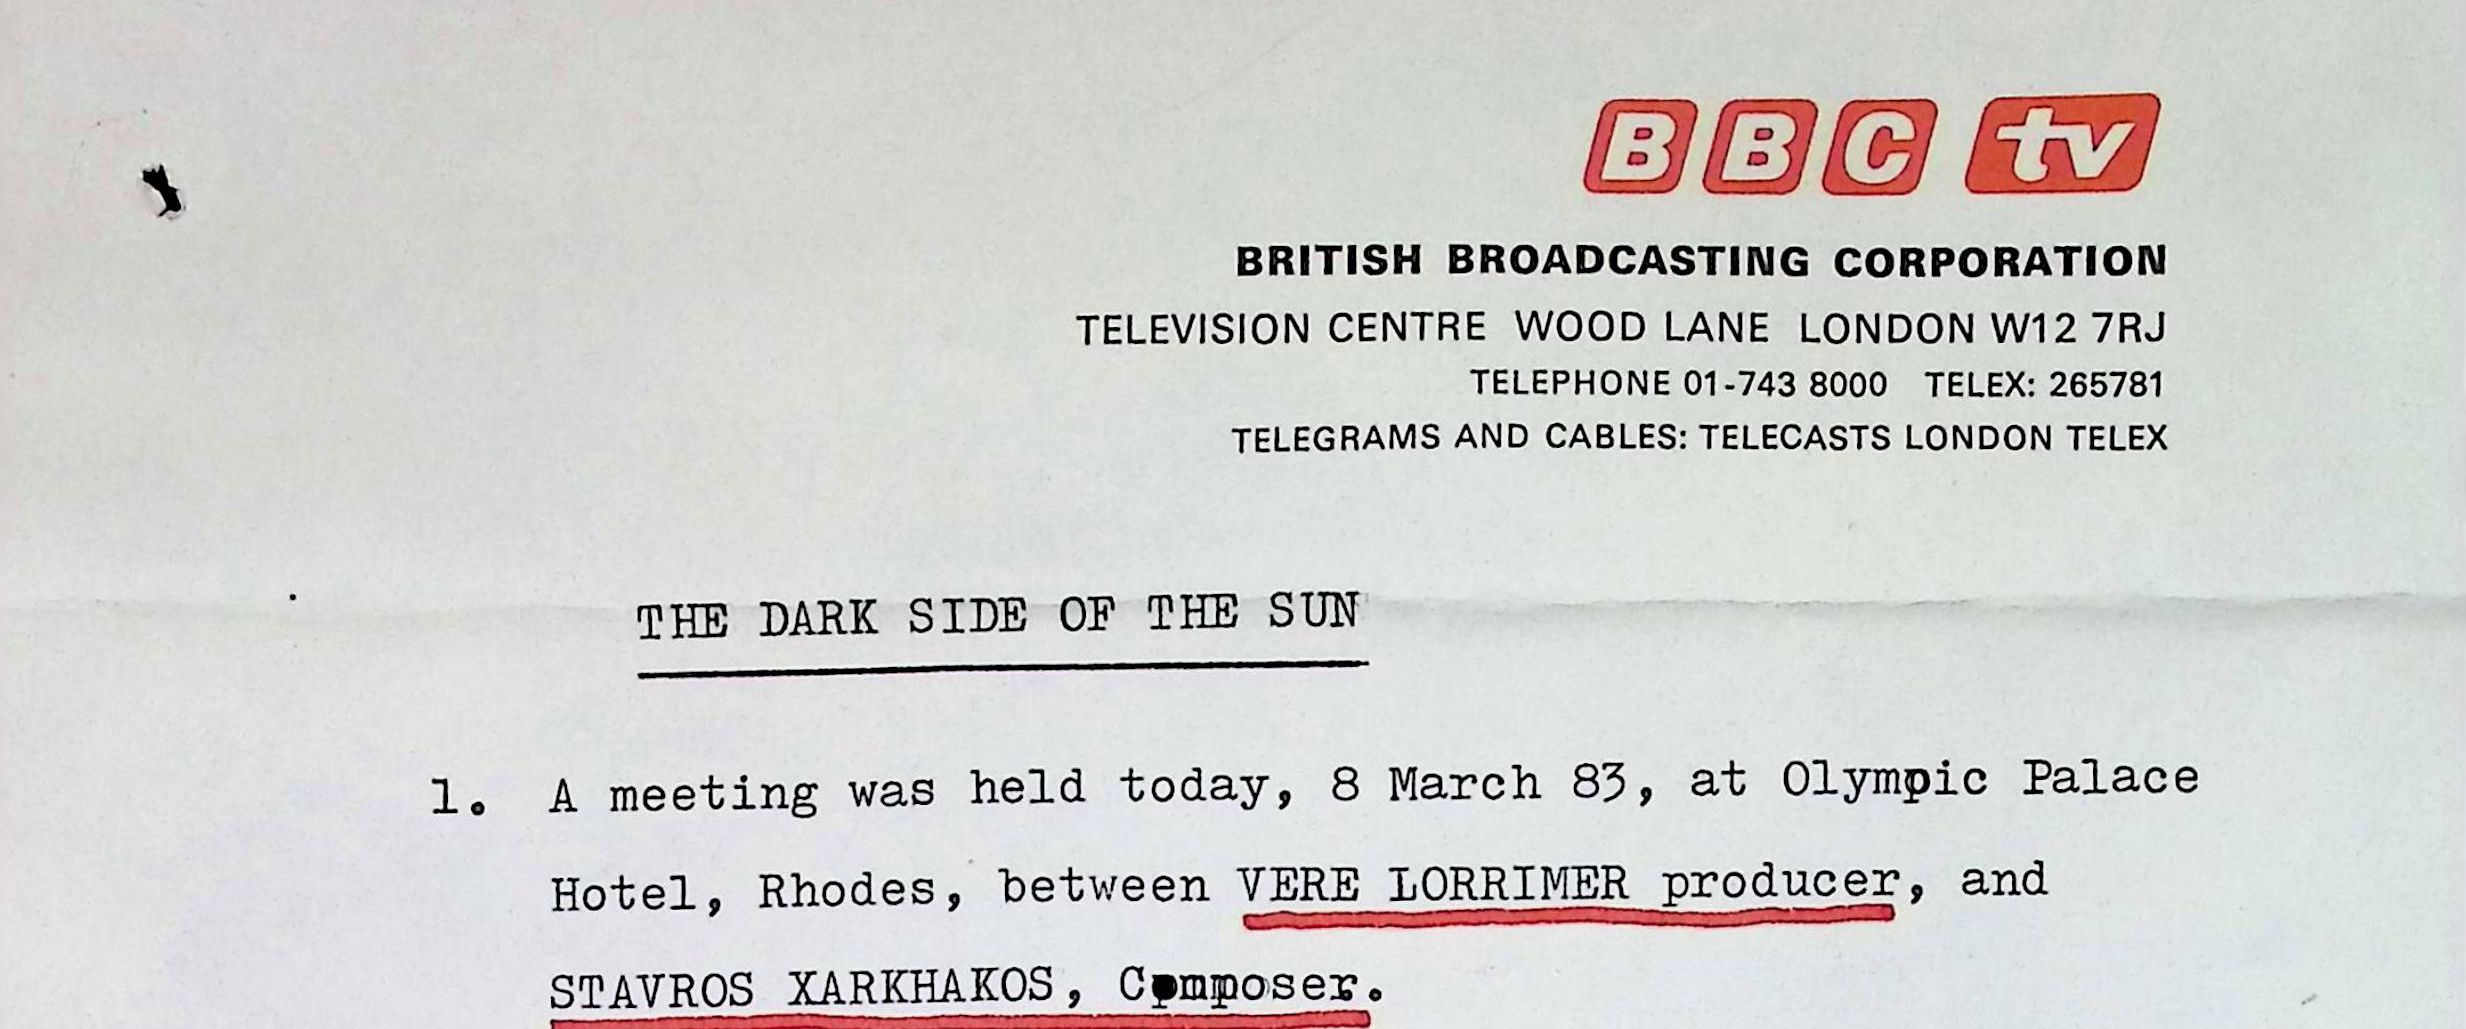 BBC tv
BRITISH BROADCASTING CORPORATION
TELEVISION CENTRE WOOD LANE LONDON W12 7RJ
TELEPHONE 01-743 8000 TELEX: 265781
TELEGRAMS AND CABLES: TELECASTS LONDON TELEX
THE DARK SIDE OF THE SUN
1. A meeting was held today, 8 March 83, at Olympic Palace
Hotel, Rhodes, between VERE LORRIMER producer, and
STAVROS XARKHAKOS, Composer.